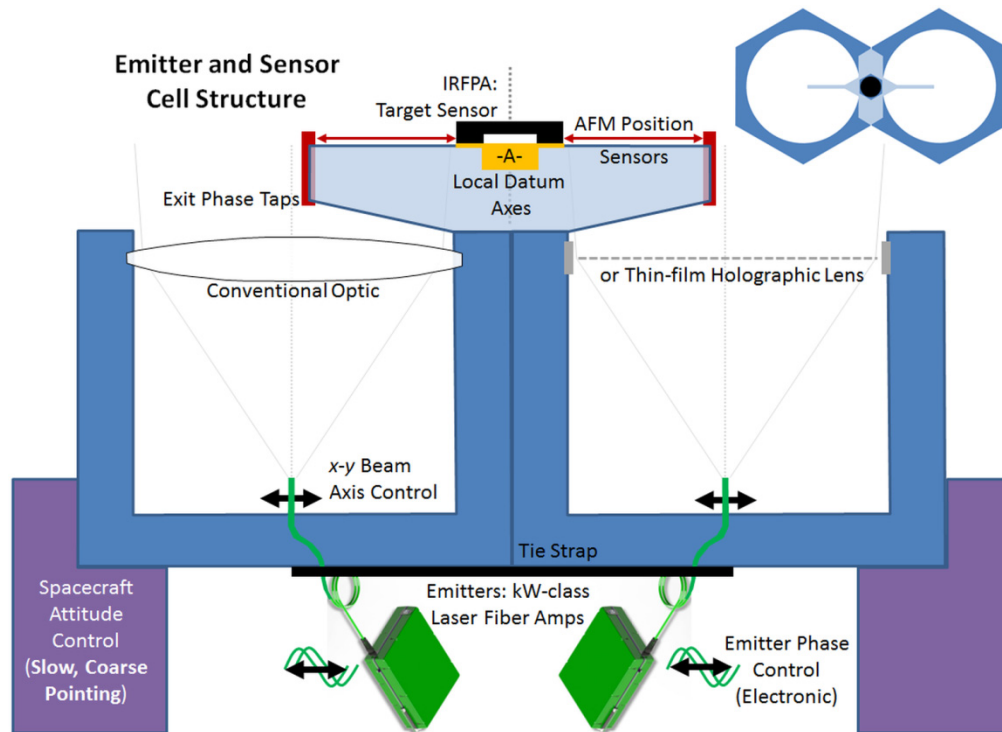 Emitter and Sensor
Cell Structure
IRFPA:
Target Sensor
AFM Position
Sensors
-A-
Local Datum
Axes
Exit Phase Taps
Conventional Optic
or Thin-film Holographic Lens
x-y Beam
Axis Control
Tie Strap
Emitters: kW-class
Laser Fiber Amps
Spacecraft
Attitude
Control
(Slow, Coarse
Pointing)
Emitter Phase
Control
(Electronic)